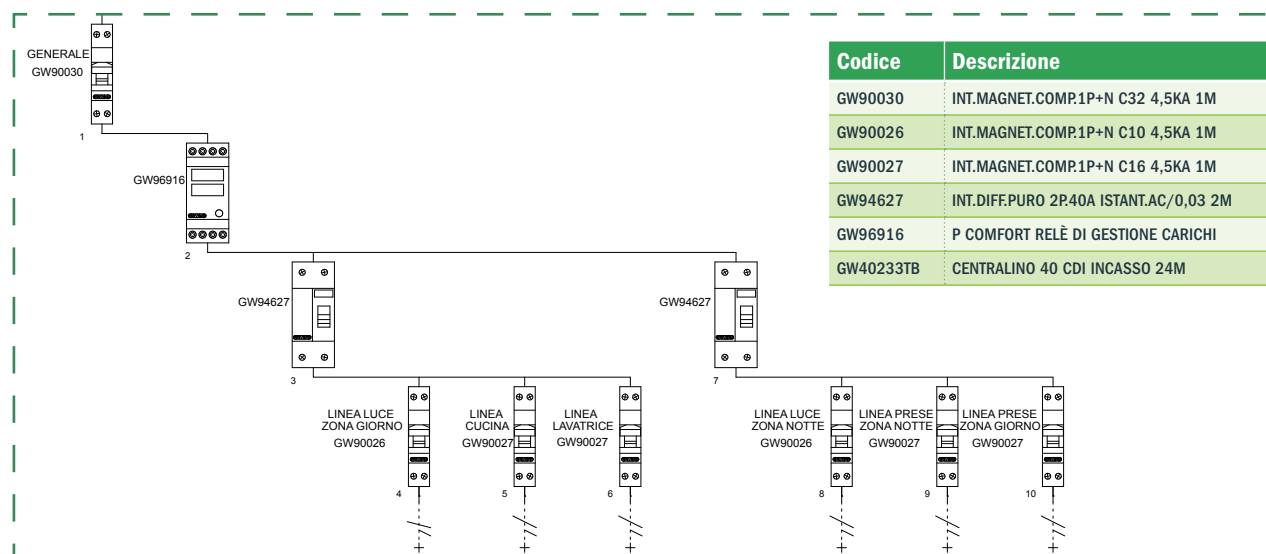 GENERALE
GW90030
1
GW96916
2
GW94627
3
GW94627
7
LINEA LUCE
ZONA GIORNO
GW90026
4
LINEA
CUCINA
GW90027
5
LINEA
LAVATRICE
GW90027
6
LINEA LUCE
ZONA NOTTE
GW90026
8
LINEA PRESE
ZONA NOTTE
GW90027
9
LINEA PRESE
ZONA GIORNO
GW90027
10
Codice Descrizione
GW90030 INT.MAGNET.COMP.1P+N C32 4,5KA 1M
GW90026 INT.MAGNET.COMP.1P+N C10 4,5KA 1M
GW90027 INT.MAGNET.COMP.1P+N C16 4,5KA 1M
GW94627 INT.DIFF.PURO 2P.40A ISTANT.AC/0,03 2M
GW96916 P COMFORT RELÈ DI GESTIONE CARICHI
GW40233TB CENTRALINO 40 CDI INCASSO 24M